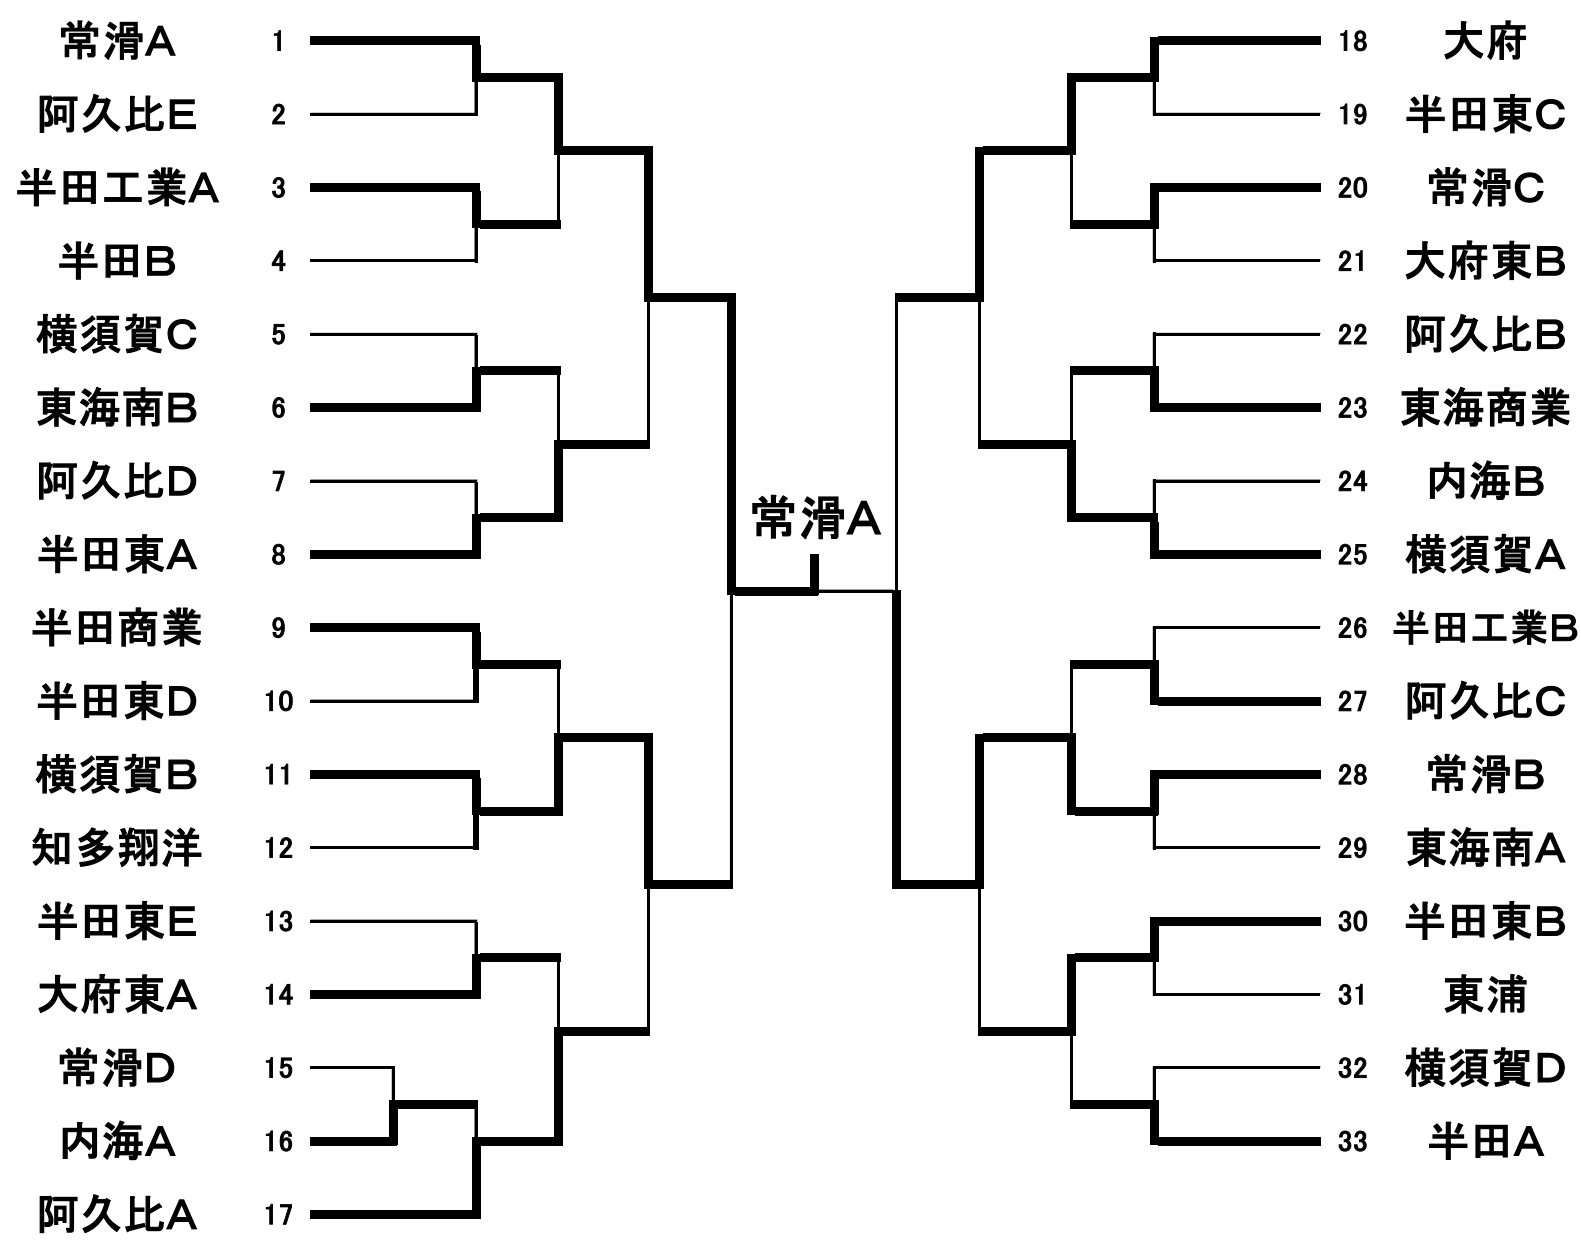 常滑A 1
阿久比E 2
半田工業A 3
半田B 4
横須賀C 5
東海南B 6
阿久比D 7
半田東A 8
半田商業 9
半田東D 10
横須賀B 11
知多翔洋 12
半田東E 13
大府東A 14
常滑D 15
内海A 16
阿久比A 17
常滑A
18 大府
19 半田東C
20 常滑C
21 大府東B
22 阿久比B
23 東海商業
24 内海B
25 横須賀A
26 半田工業B
27 阿久比C
28 常滑B
29 東海南A
30 半田東B
31 東浦
32 横須賀D
33 半田A